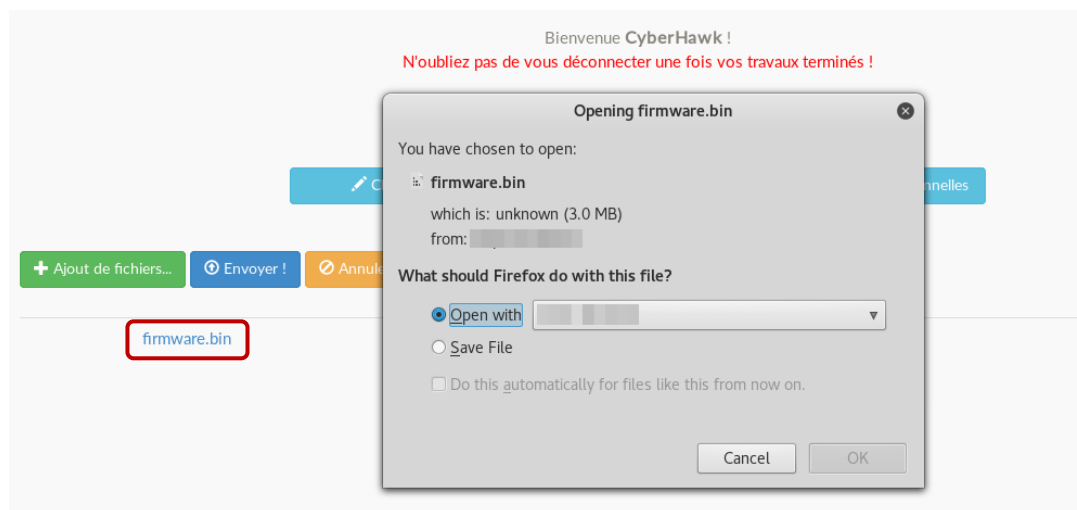 Bienvenue CyberHawk !
N'oubliez pas de vous déconnecter une fois vos travaux terminés !
Opening firmware.bin
You have chosen to open:
firmware.bin
which is: unknown (3.0 MB)
from:
What should Firefox do with this file?
Open with
Save File
Do this automatically for files like this from now on.
Cancel
OK
C
nnelles
Ajout de fichiers...
Envoyer !
Annule
firmware.bin